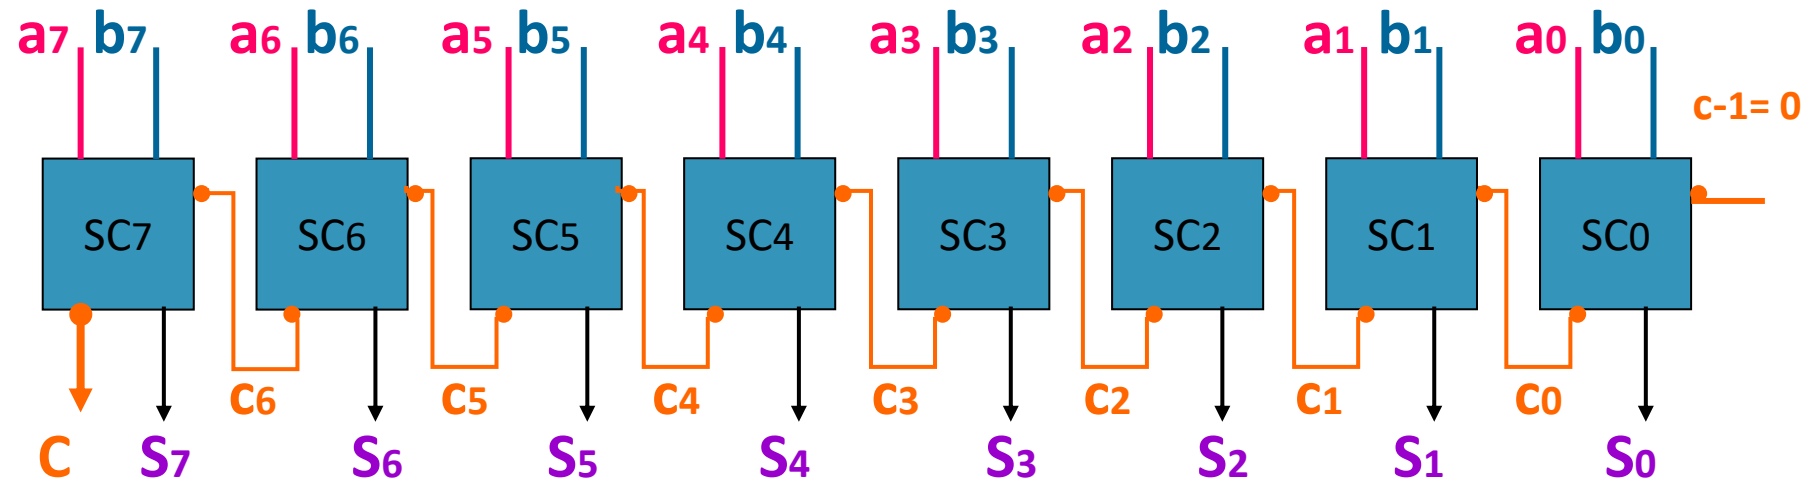 a7 b7 a6 b6 a5 b5 a4 b4 a3 b3 a2 b2 a1 b1 a0 b0
c-1= 0
SC7 SC6 SC5 SC4 SC3 SC2 SC1 SC0
c6 c5 c4 c3 c2 c1 c0
C S7 S6 S5 S4 S3 S2 S1 S0